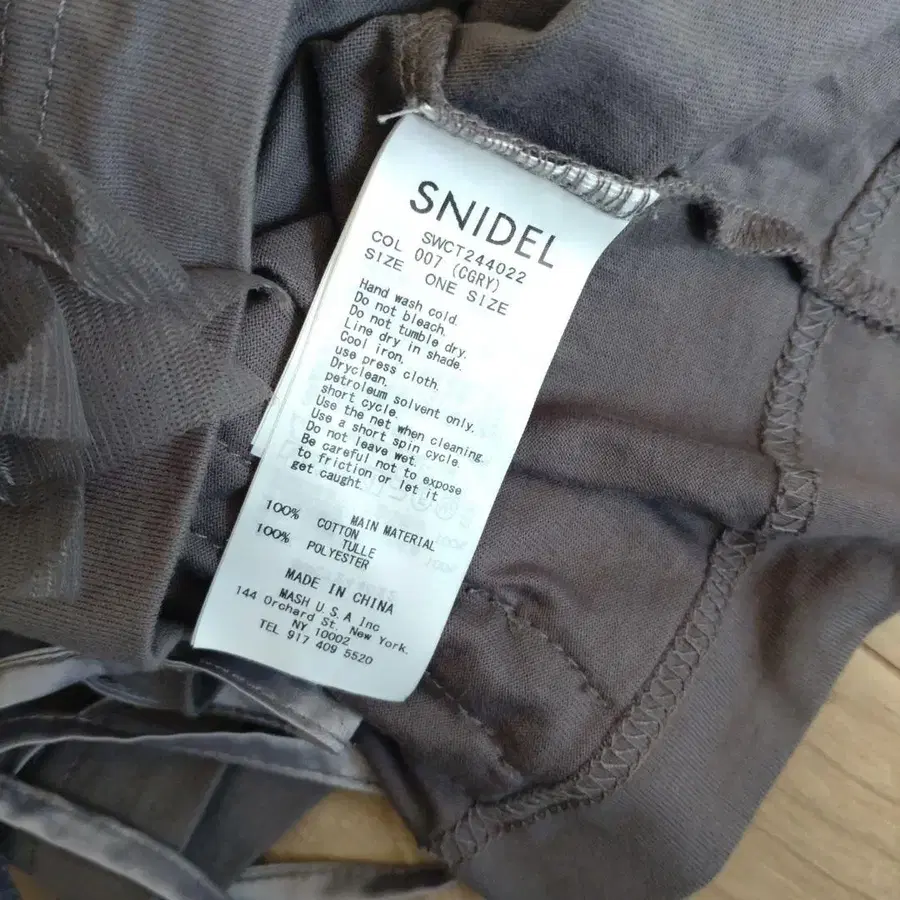 SNIDEL
SWCT244022
COL 007 (CGRY)
SIZE ONE SIZE
Hand wash cold.
Do not bleach.
Do not tumble dry.
Line dry in shade.
Cool iron,
use press cloth.
Dryclean,
petroleum solvent only.
short cycle.
Use the net when cleaning.
Use a short spin cycle.
Do not leave wet.
Be careful not to expose
to friction or let it
get caught.
MAIN MATERIAL
100% COTTON
TULLE
100% POLYESTER
MADE IN CHINA
MASH U.S.A Inc
144 Orchard St. New York.
NY 10002
TEL 917 409 5520